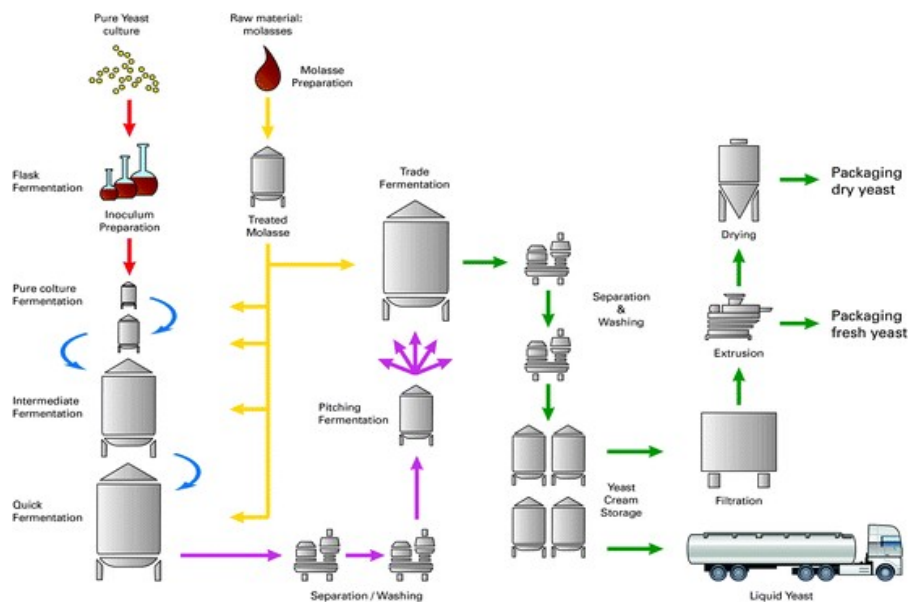 Pure Yeast
culture
Raw material:
molasses
Molasse
Preparation
Flask
Fermentation
Inoculum
Preparation
Treated
Molasse
Trade
Fermentation
Drying
Packaging
dry yeast
Pure colture
Fermentation
Separation
&
Washing
Extrusion
Packaging
fresh yeast
Intermediate
Fermentation
Pitching
Fermentation
Quick
Fermentation
Yeast
Cream
Storage
Filtration
Separation / Washing
Liquid Yeast